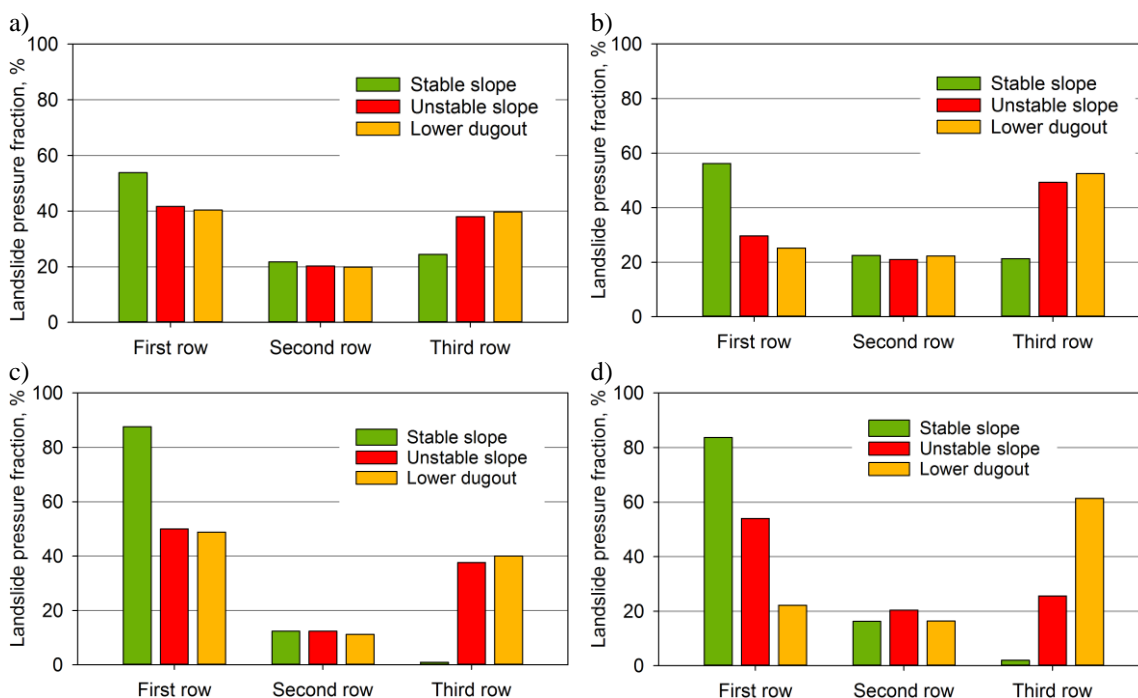 a)
Landslide pressure fraction, %
100
80
60
40
20
0
Stable slope
Unstable slope
Lower dugout
First row
Second row
Third row
b)
Landslide pressure fraction, %
100
80
60
40
20
0
Stable slope
Unstable slope
Lower dugout
First row
Second row
Third row
c)
Landslide pressure fraction, %
100
80
60
40
20
0
Stable slope
Unstable slope
Lower dugout
First row
Second row
Third row
d)
Landslide pressure fraction, %
100
80
60
40
20
0
Stable slope
Unstable slope
Lower dugout
First row
Second row
Third row